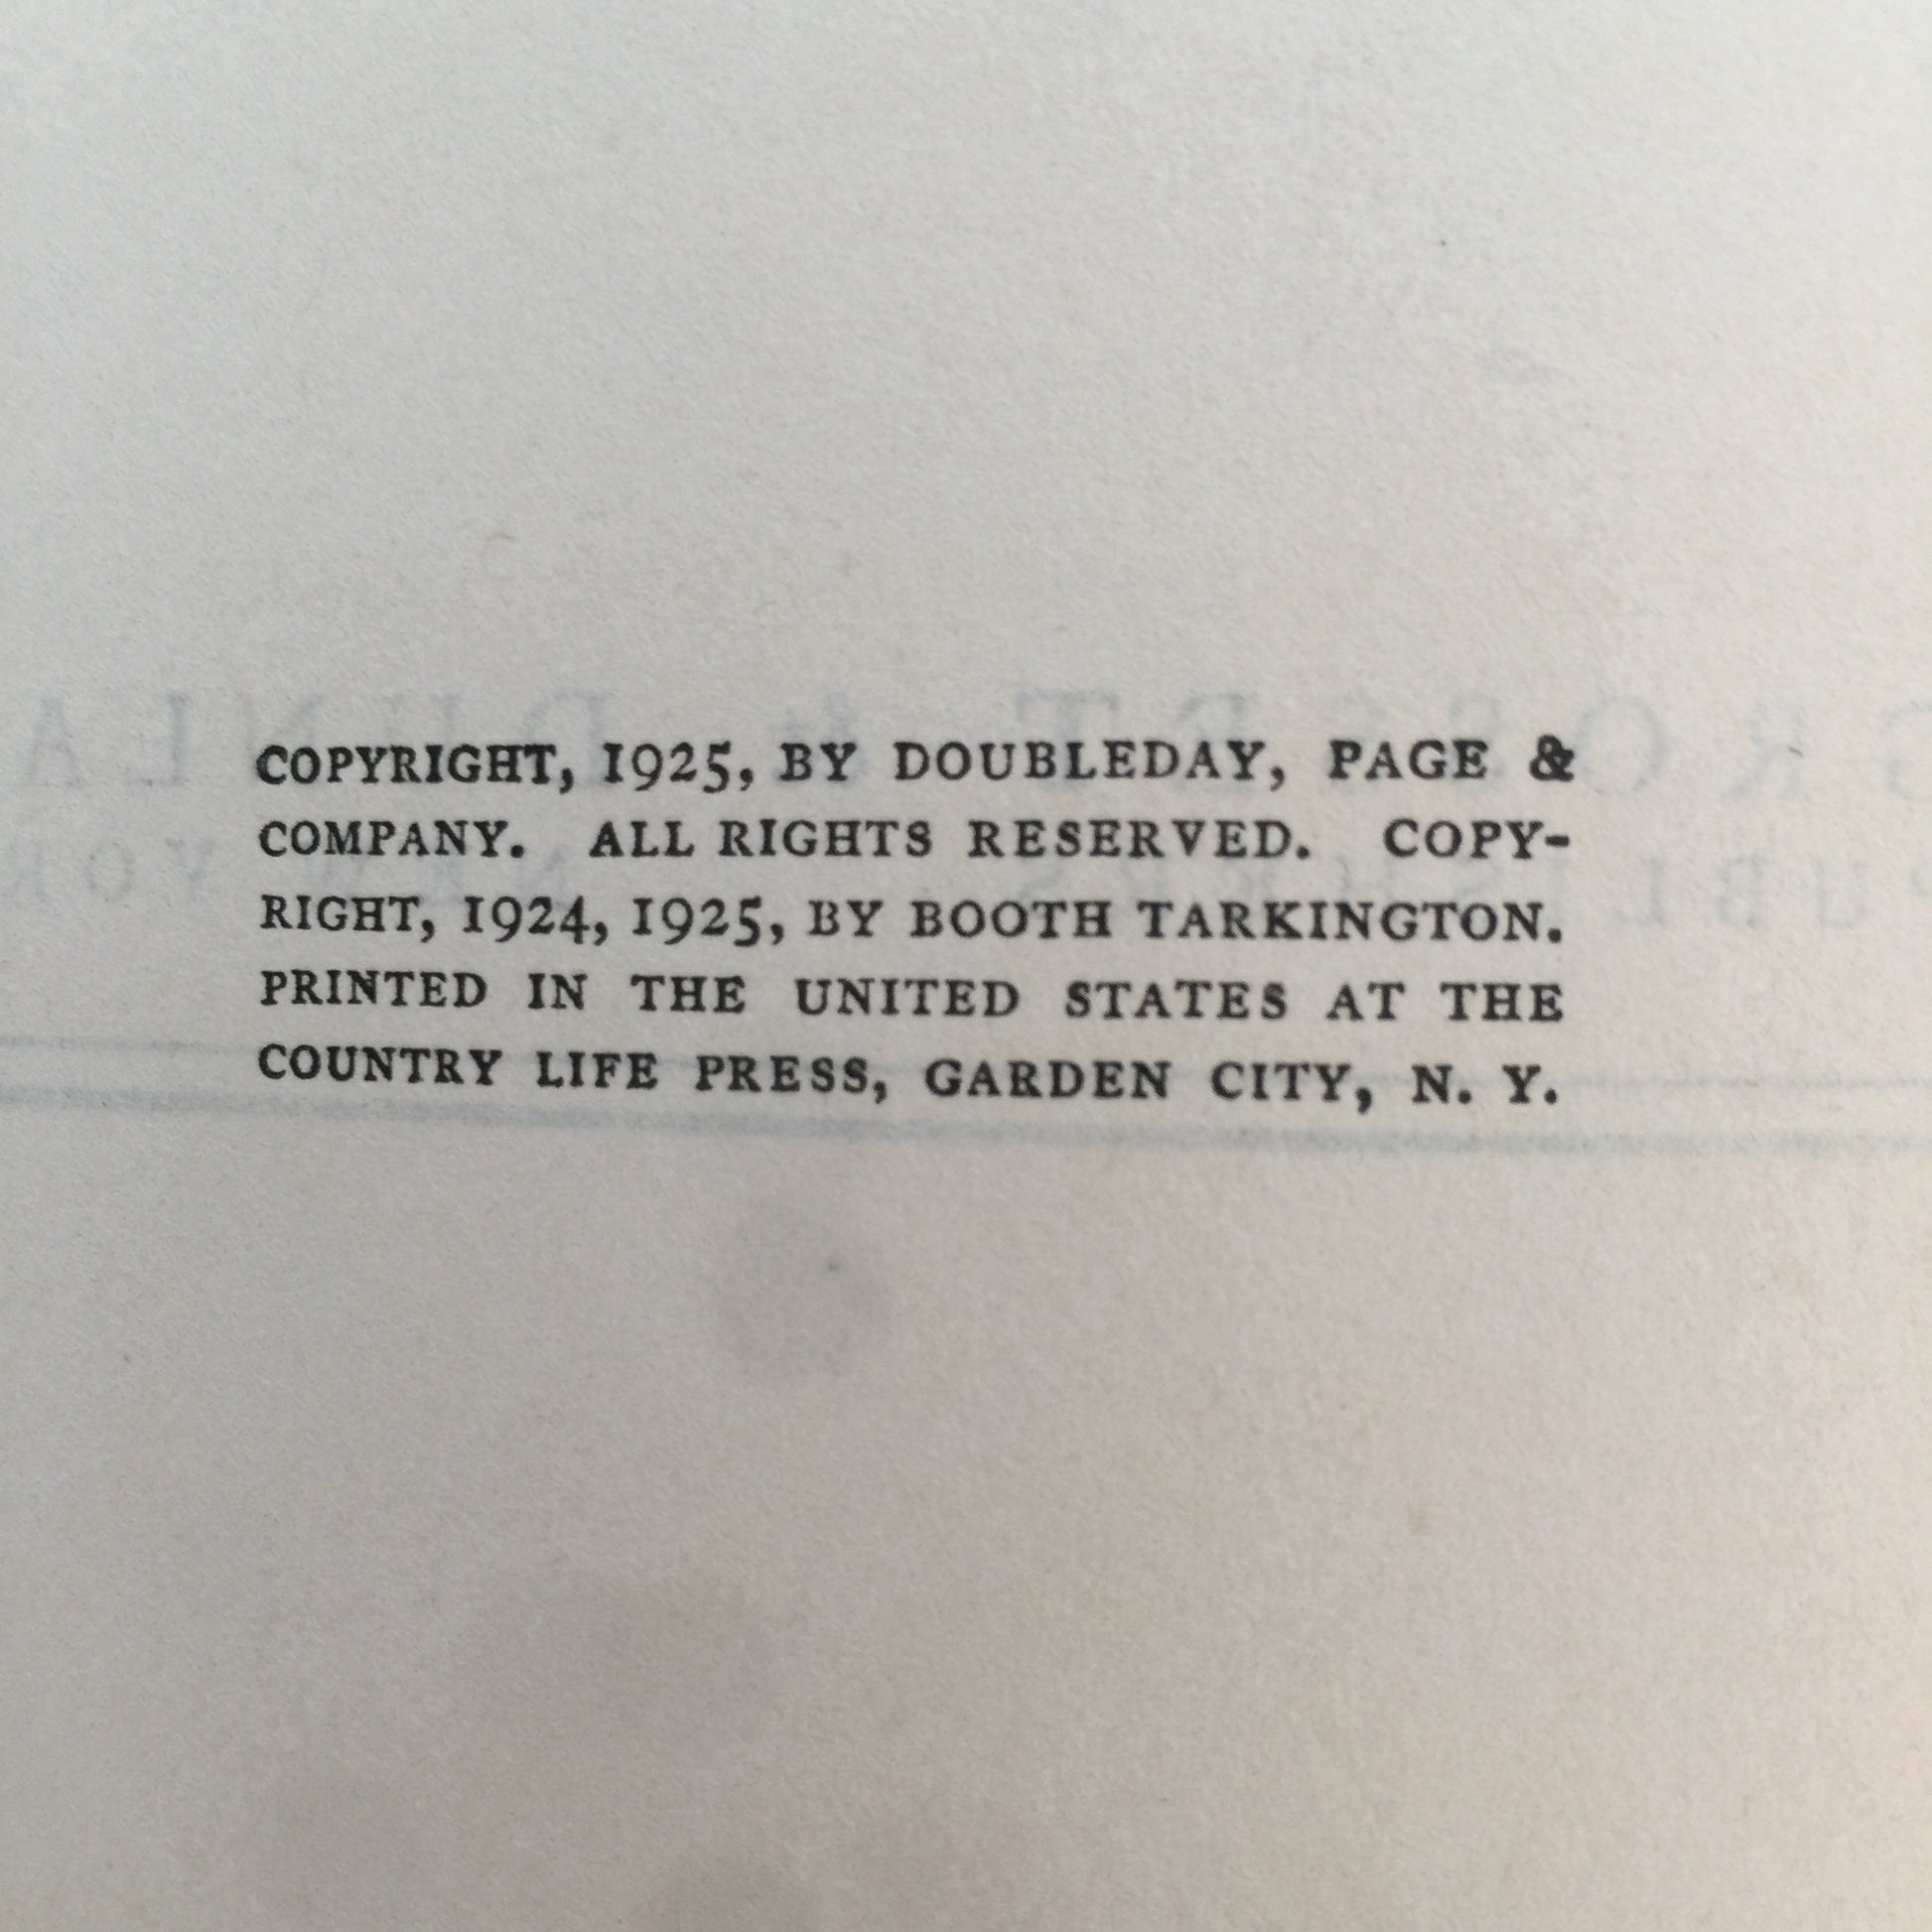 COPYRIGHT, 1925, BY DOUBLEDAY, PAGE &
COMPANY. ALL RIGHTS RESERVED. COPY-
RIGHT, 1924, 1925, BY BOOTH TARKINGTON.
PRINTED IN THE UNITED STATES AT THE
COUNTRY LIFE PRESS, GARDEN CITY, N. Y.